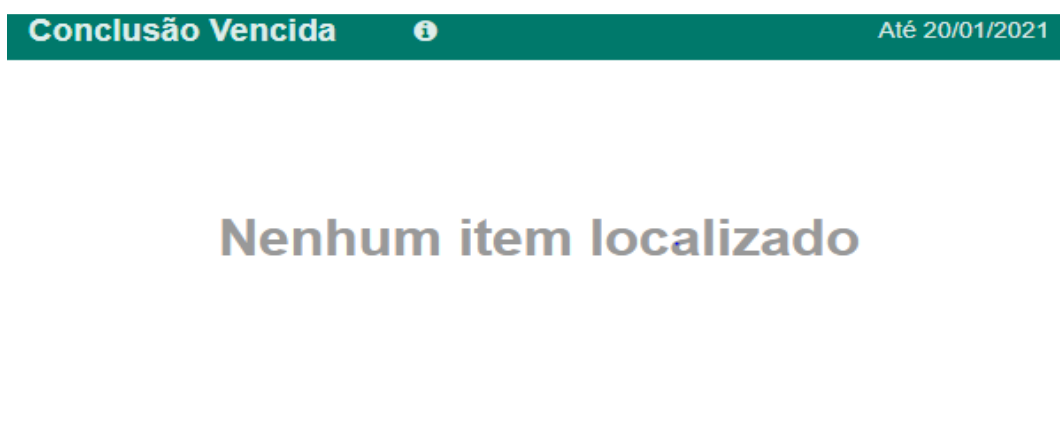 Conclusão Vencida Até 20/01/2021
Nenhum item localizado